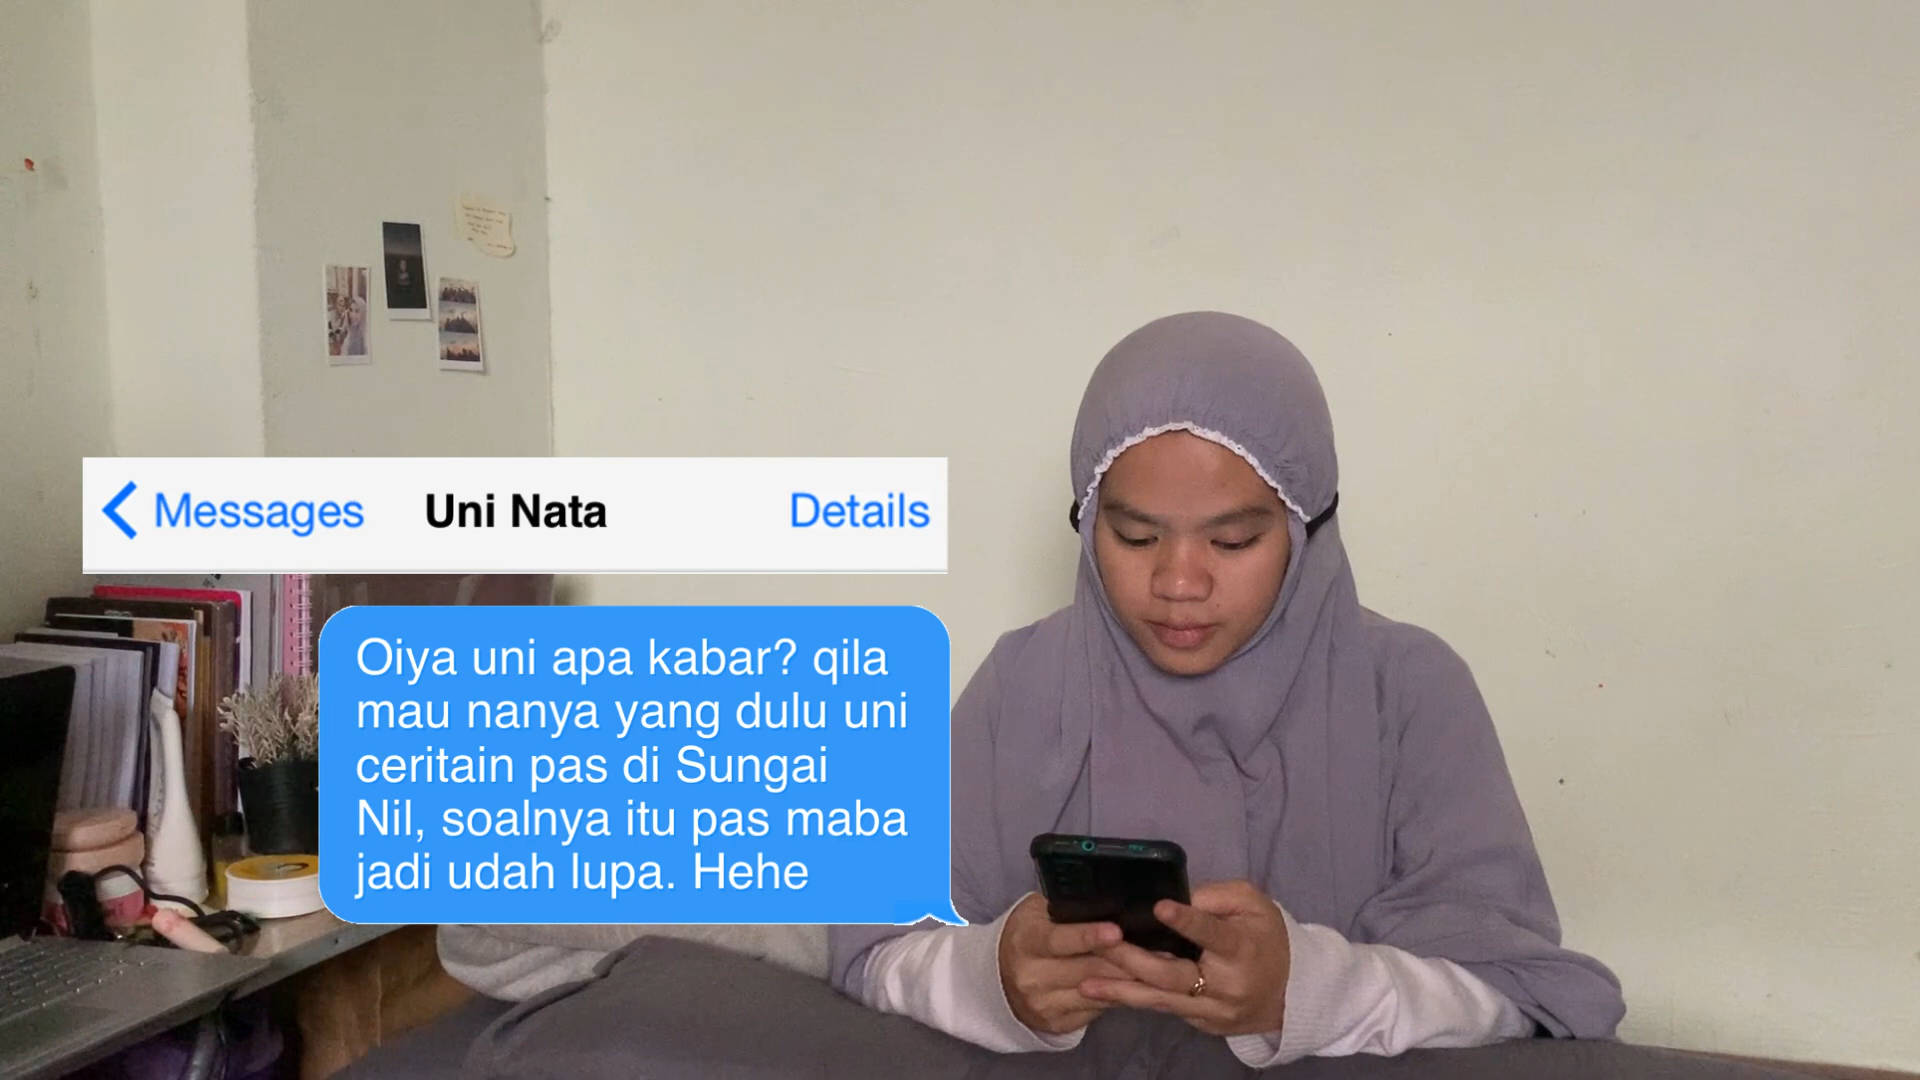 Messages Uni Nata Details
Oiya uni apa kabar? qila
mau nanya yang dulu uni
ceritain pas di Sungai
Nil, soalnya itu pas maba
jadi udah lupa. Hehe